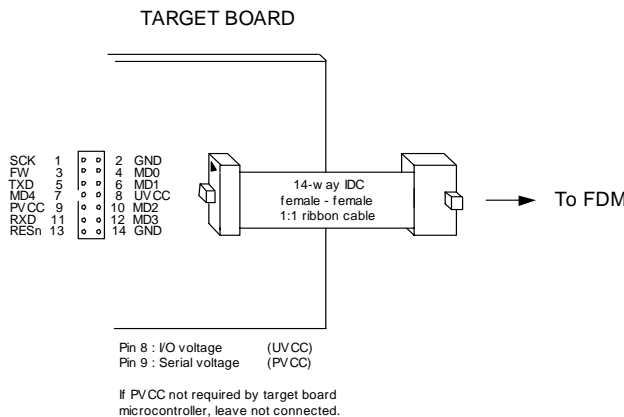 TARGET BOARD
SCK 1 2 GND
FW 3 4 MD0
TXD 5 6 MD1
MD4 7 8 UVCC
PVCC 9 10 MD2
RXD 11 12 MD3
RESn 13 14 GND
14-way IDC
female - female
1:1 ribbon cable
To FDM
Pin 8 : I/O voltage (UVCC)
Pin 9 : Serial voltage (PVCC)
If PVCC not required by target board
microcontroller, leave not connected.